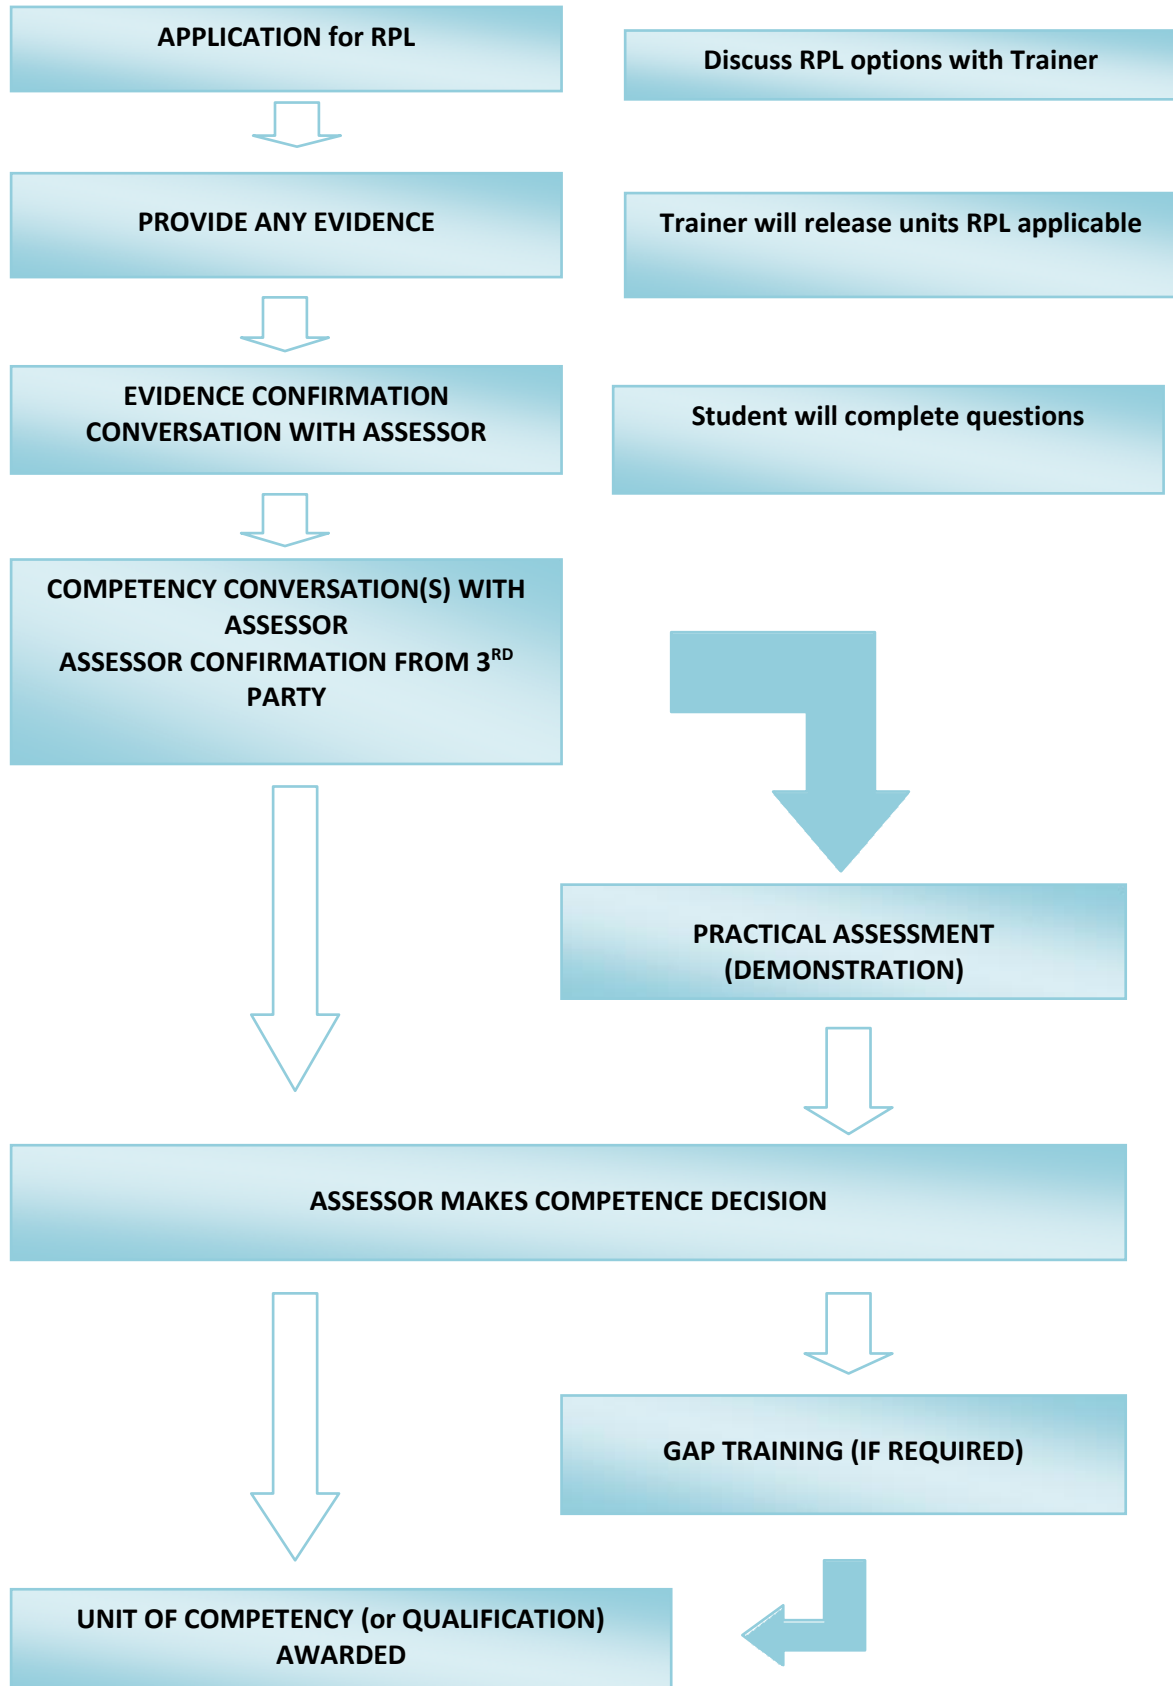 APPLICATION for RPL
Discuss RPL options with Trainer
PROVIDE ANY EVIDENCE
Trainer will release units RPL applicable
EVIDENCE CONFIRMATION
CONVERSATION WITH ASSESSOR
Student will complete questions
COMPETENCY CONVERSATION(S) WITH
ASSESSOR
ASSESSOR CONFIRMATION FROM 3RD
PARTY
PRACTICAL ASSESSMENT
(DEMONSTRATION)
ASSESSOR MAKES COMPETENCE DECISION
GAP TRAINING (IF REQUIRED)
UNIT OF COMPETENCY (or QUALIFICATION)
AWARDED